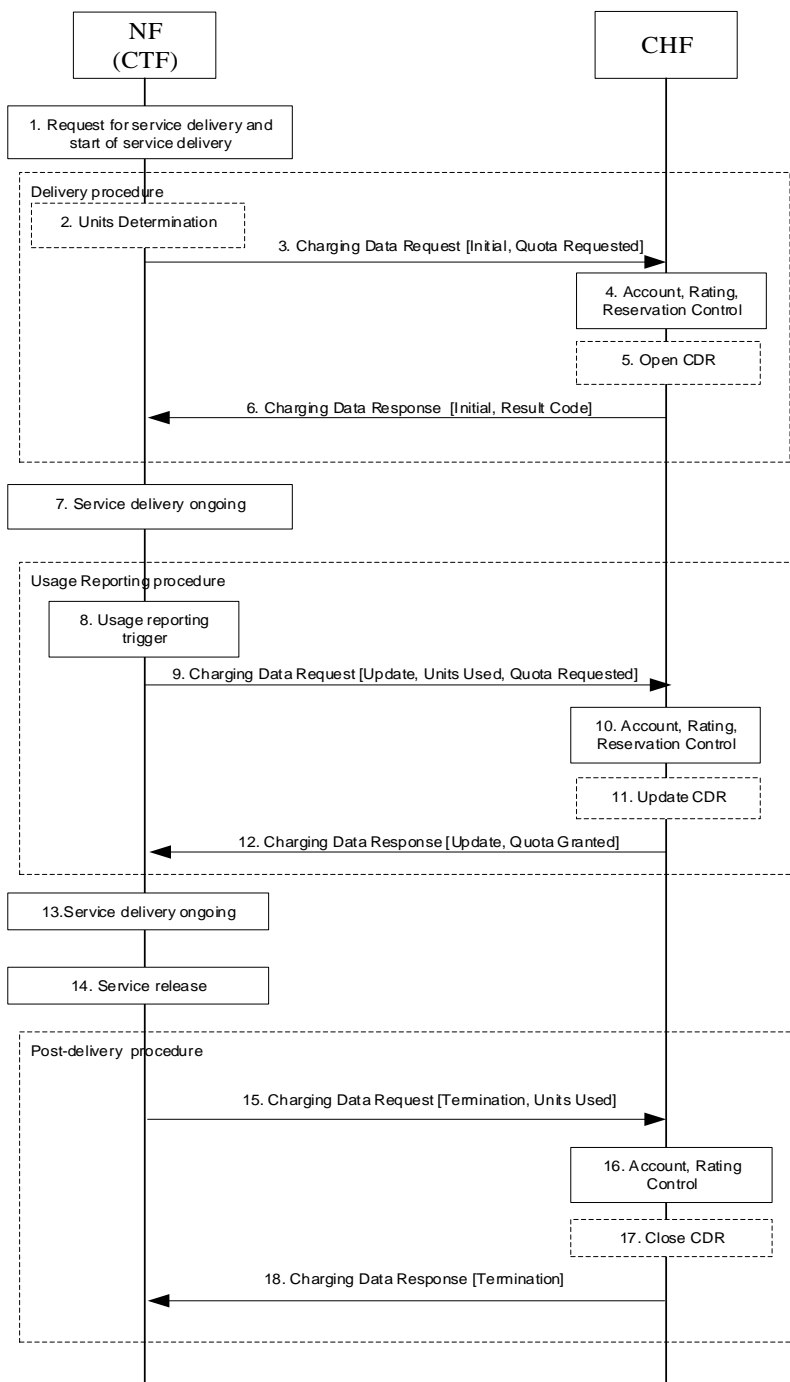 NF
(CTF)
CHF
1. Request for service delivery and
start of service delivery
Delivery procedure
2. Units Determination
3. Charging Data Request [Initial, Quota Requested]
4. Account, Rating,
Reservation Control
5. Open CDR
6. Charging Data Response [Initial, Result Code]
7. Service delivery ongoing
Usage Reporting procedure
8. Usage reporting
trigger
9. Charging Data Request [Update, Units Used, Quota Requested]
10. Account, Rating,
Reservation Control
11. Update CDR
12. Charging Data Response [Update, Quota Granted]
13.Service delivery ongoing
14. Service release
Post-delivery procedure
15. Charging Data Request [Termination, Units Used]
16. Account, Rating
Control
17. Close CDR
18. Charging Data Response [Termination]